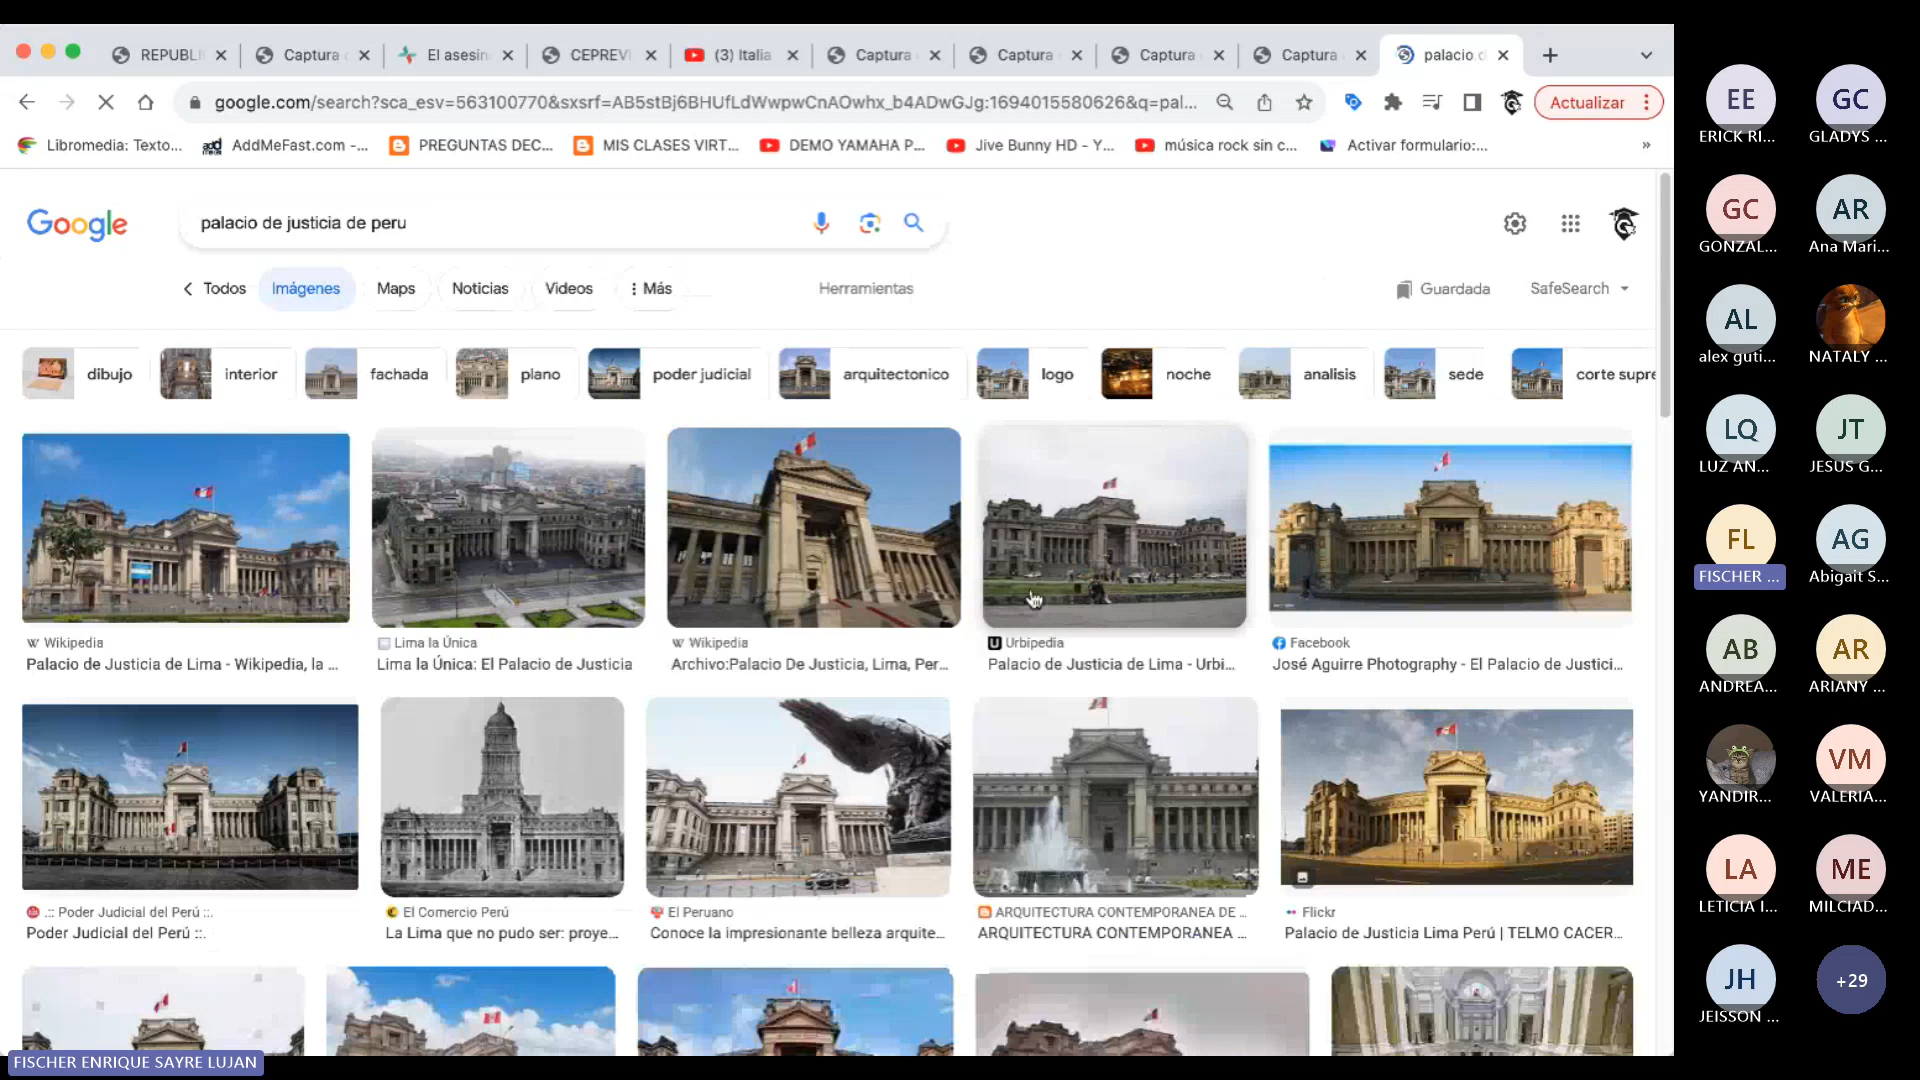 REPUBLI
Captura
El asesin
CEPREVI
(3) Italia
Captura
Captura
Captura
Captura
palacio d
google.com/search?sca_esv=563100770&sxsrf=AB5stBj6BHUfLdWwpwCnAOwhx_b4ADwGJg:1694015580626&q=pal...
Actualizar
Libromedia: Texto...
AddMeFast.com -...
PREGUNTAS DEC...
MIS CLASES VIRT...
DEMO YAMAHA P...
Jive Bunny HD - Y...
música rock sin c...
Activar formulario:...
»
Google
palacio de justicia de peru
Todos
Imágenes
Maps
Noticias
Videos
Más
Herramientas
Guardada
SafeSearch
dibujo
interior
fachada
plano
poder judicial
arquitectonico
logo
noche
analisis
sede
corte supre
W Wikipedia
Palacio de Justicia de Lima - Wikipedia, la ...
Lima la Única
Lima la Única: El Palacio de Justicia
W Wikipedia
Archivo:Palacio De Justicia, Lima, Per...
U Urbipedia
Palacio de Justicia de Lima - Urbi...
Facebook
José Aguirre Photography - El Palacio de Justici...
.:: Poder Judicial del Perú ::.
Poder Judicial del Perú ::.
El Comercio Perú
La Lima que no pudo ser: proye...
El Peruano
Conoce la impresionante belleza arquite...
ARQUITECTURA CONTEMPORANEA DE ...
ARQUITECTURA CONTEMPORANEA ...
Flickr
Palacio de Justicia Lima Perú | TELMO CACER...
FISCHER ENRIQUE SAYRE LUJAN
EE
ERICK RI...
GC
GLADYS ...
GC
GONZAL...
AR
Ana Mari...
AL
alex guti...
NATALY ...
LQ
LUZ AN...
JT
JESUS G...
FL
FISCHER ...
AG
Abigait S...
AB
ANDREA...
AR
ARIANY ...
YANDIR...
VM
VALERIA...
LA
LETICIA I...
ME
MILCIAD...
JH
JEISSON ...
+29